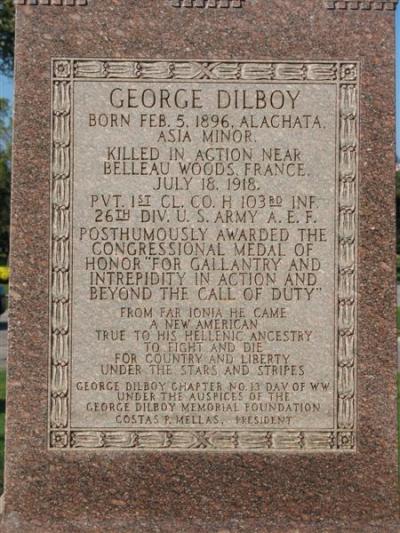 GEORGE DILBOY
BORN FEB. 5, 1896, ALACHATA,
ASIA MINOR.
KILLED IN ACTION NEAR
BELLEAU WOODS, FRANCE,
JULY 18, 1918.
PVT. 1ST CL. CO. H 103RD INF.
26TH DIV. U. S. ARMY A. E. F.
POSTHUMOUSLY AWARDED THE
CONGRESSIONAL MEDAL OF
HONOR "FOR GALLANTRY AND
INTREPIDITY IN ACTION AND
BEYOND THE CALL OF DUTY"
FROM FAR IONIA HE CAME
A NEW AMERICAN
TRUE TO HIS HELLENIC ANCESTRY
TO FIGHT AND DIE
FOR COUNTRY AND LIBERTY
UNDER THE STARS AND STRIPES
GEORGE DILBOY CHAPTER NO. 13 DAV OF WW
UNDER THE AUSPICES OF THE
GEORGE DILBOY MEMORIAL FOUNDATION
COSTAS P. MELLAS, PRESIDENT